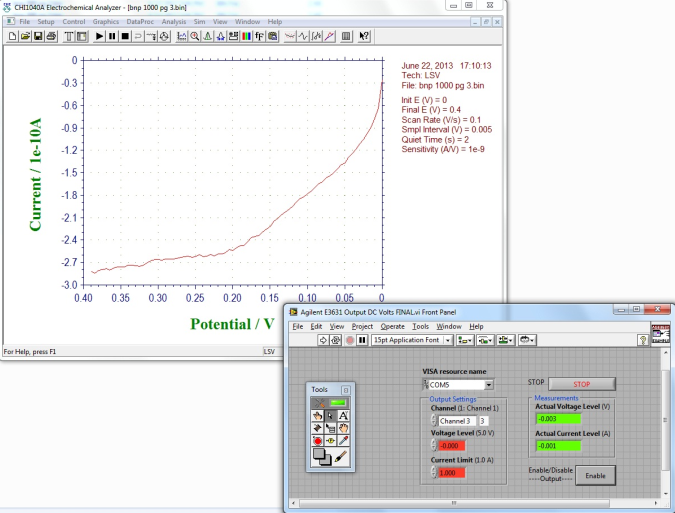 CHI1040A Electrochemical Analyzer - [bnp 1000 pg 3.bin]
File Setup Control Graphics DataProc Analysis Sim View Window Help
June 22, 2013 17:10:13
Tech: LSV
File: bnp 1000 pg 3.bin
Init E (V) = 0
Final E (V) = 0.4
Scan Rate (V/s) = 0.1
Smpl Interval (V) = 0.005
Quiet Time (s) = 2
Sensitivity (A/V) = 1e-9
Current / 1e-10A
0
-0.3
-0.6
-0.9
-1.2
-1.5
-1.8
-2.1
-2.4
-2.7
-3.0
0.40 0.35 0.30 0.25 0.20 0.15 0.10 0.05 0
Potential / V
For Help, press F1
LSV
Agilent E3631 Output DC Volts FINAL.vi Front Panel
File Edit View Project Operate Tools Window Help
15pt Application Font
VISA resource name
COM5
STOP STOP
Output Settings
Channel (1: Channel 1)
Channel 3 3
Voltage Level (5.0 V)
-0.000
Current Limit (1.0 A)
1.000
Measurements
Actual Voltage Level (V)
-0.003
Actual Current Level (A)
-0.001
Enable/Disable
----Output----
Enable
Tools